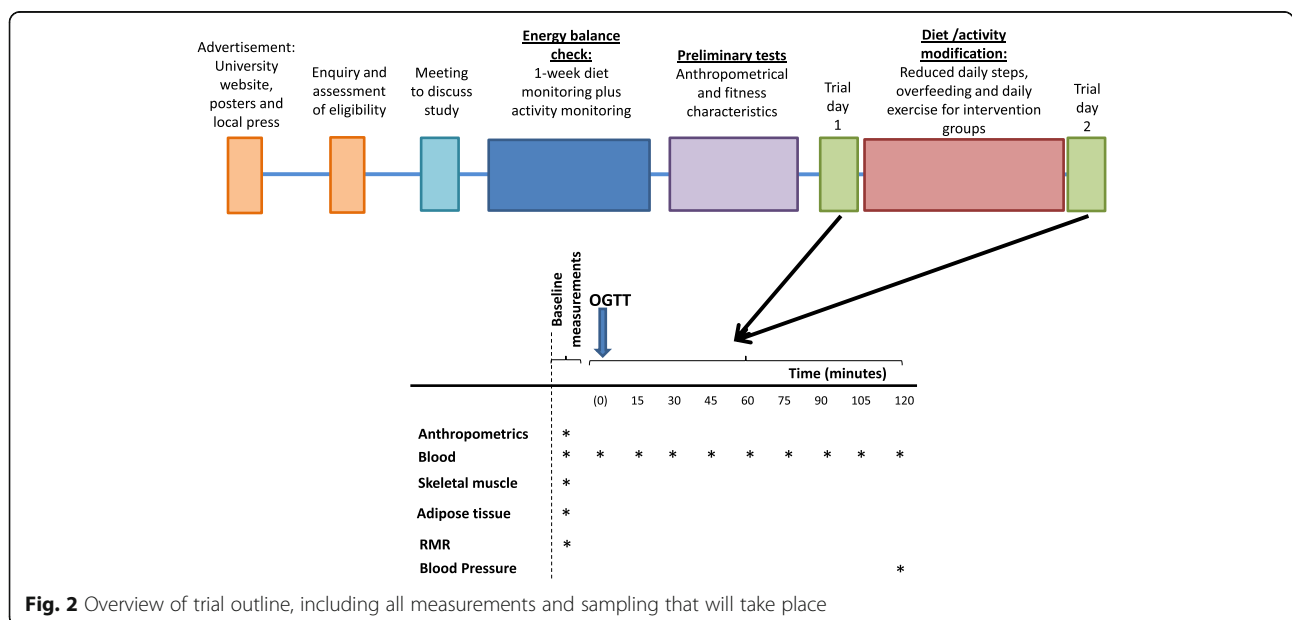 Advertisement:
University
website,
posters and
local press
Enquiry and
assessment
of eligibility
Meeting
to discuss
study
Energy balance
check:
1-week diet
monitoring plus
activity monitoring
Preliminary tests
Anthropometrical
and fitness
characteristics
Trial
day
1
Diet /activity
modification:
Reduced daily steps,
overfeeding and daily
exercise for intervention
groups
Trial
day
2
Baseline
measurements
OGTT
Time (minutes)
(0) 15 30 45 60 75 90 105 120
Anthropometrics *
Blood * * * * * * * * * *
Skeletal muscle *
Adipose tissue *
RMR *
Blood Pressure *
Fig. 2 Overview of trial outline, including all measurements and sampling that will take place